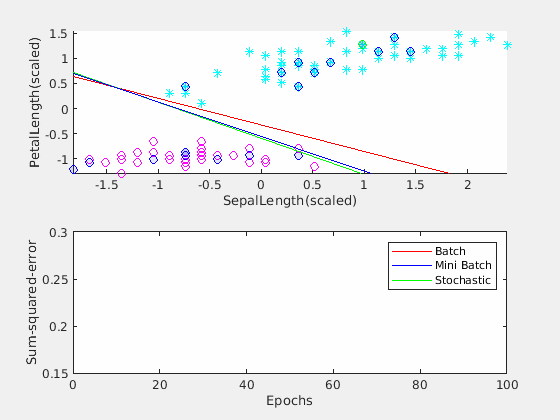 1.5
1
0.5
0
-0.5
-1
PetalLength(scaled)
-1.5 -1 -0.5 0 0.5 1 1.5 2
SepalLength(scaled)
0.3
0.25
0.2
0.15
Sum-squared-error
Batch
Mini Batch
Stochastic
0 20 40 60 80 100
Epochs